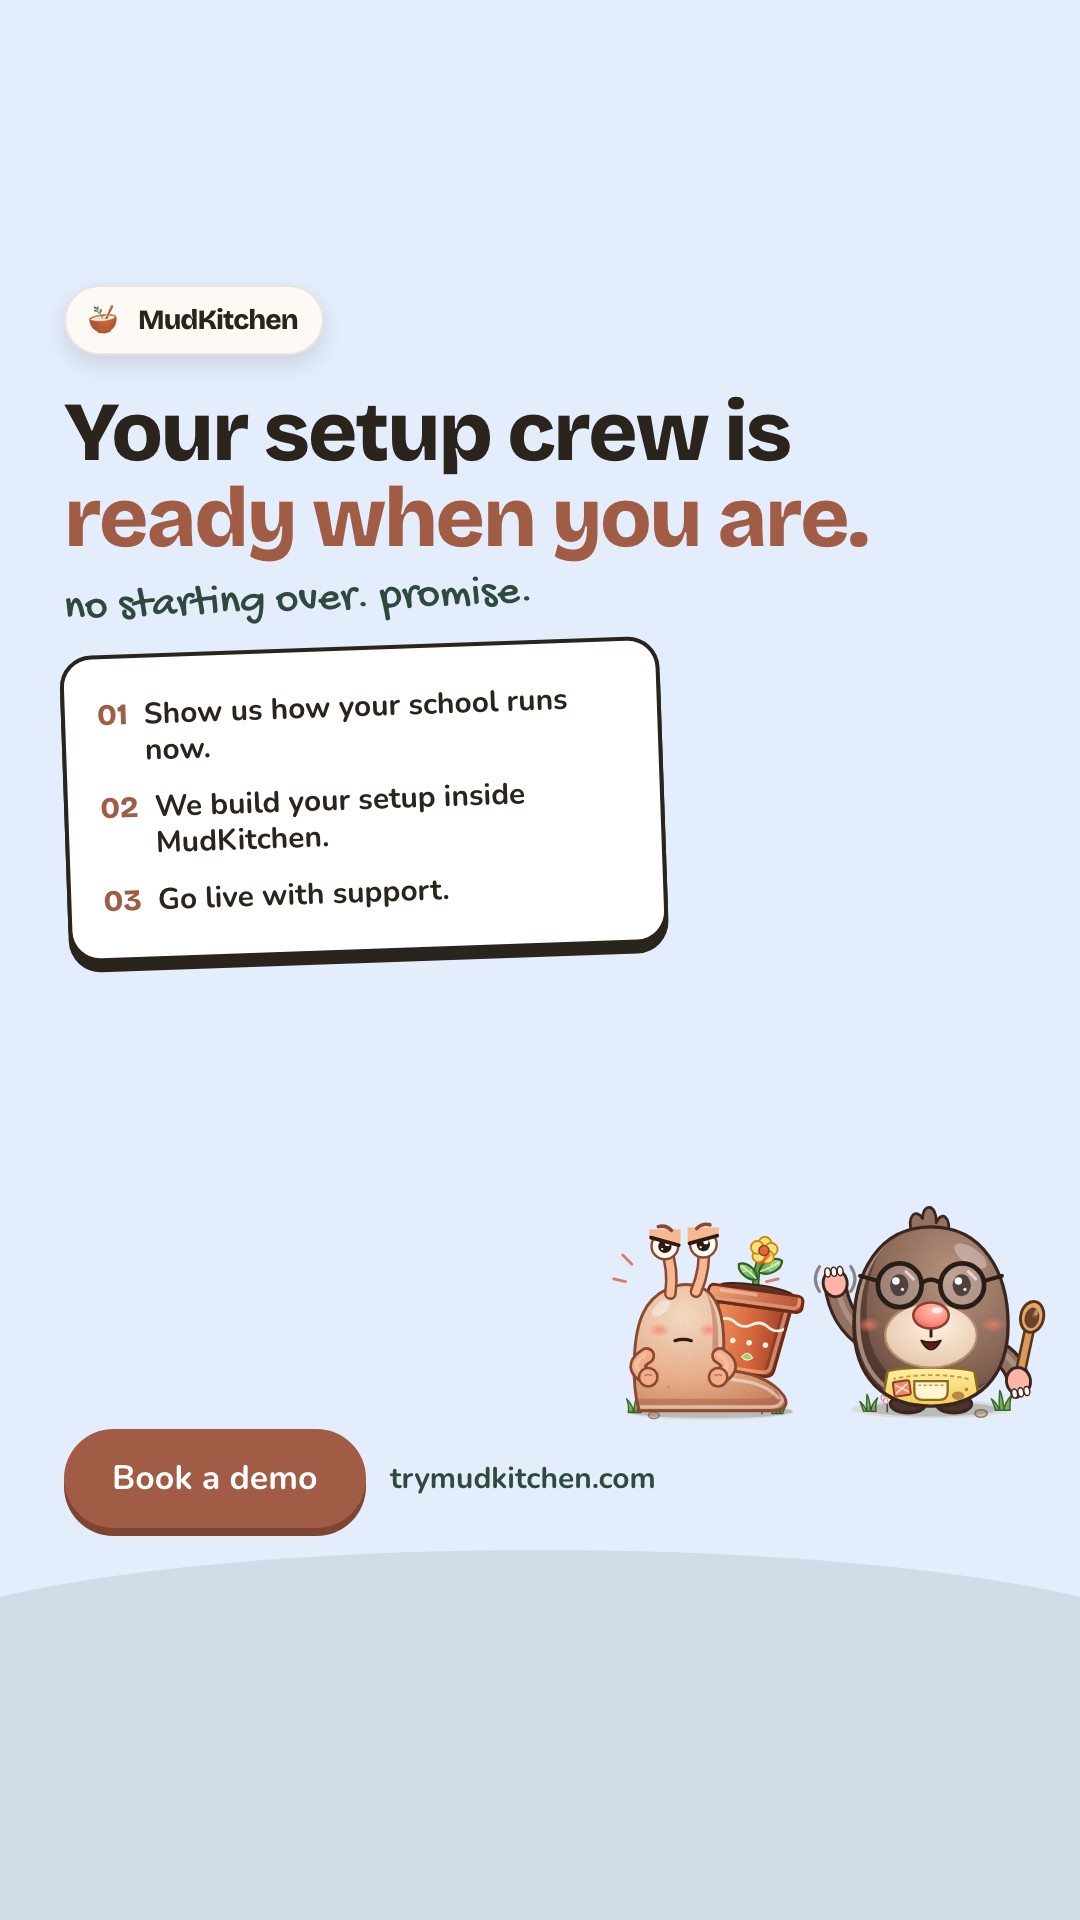 MudKitchen
Your setup crew is
ready when you are.
no starting over. promise.
01 Show us how your school runs
now.
02 We build your setup inside
MudKitchen.
03 Go live with support.
Book a demo
trymudkitchen.com